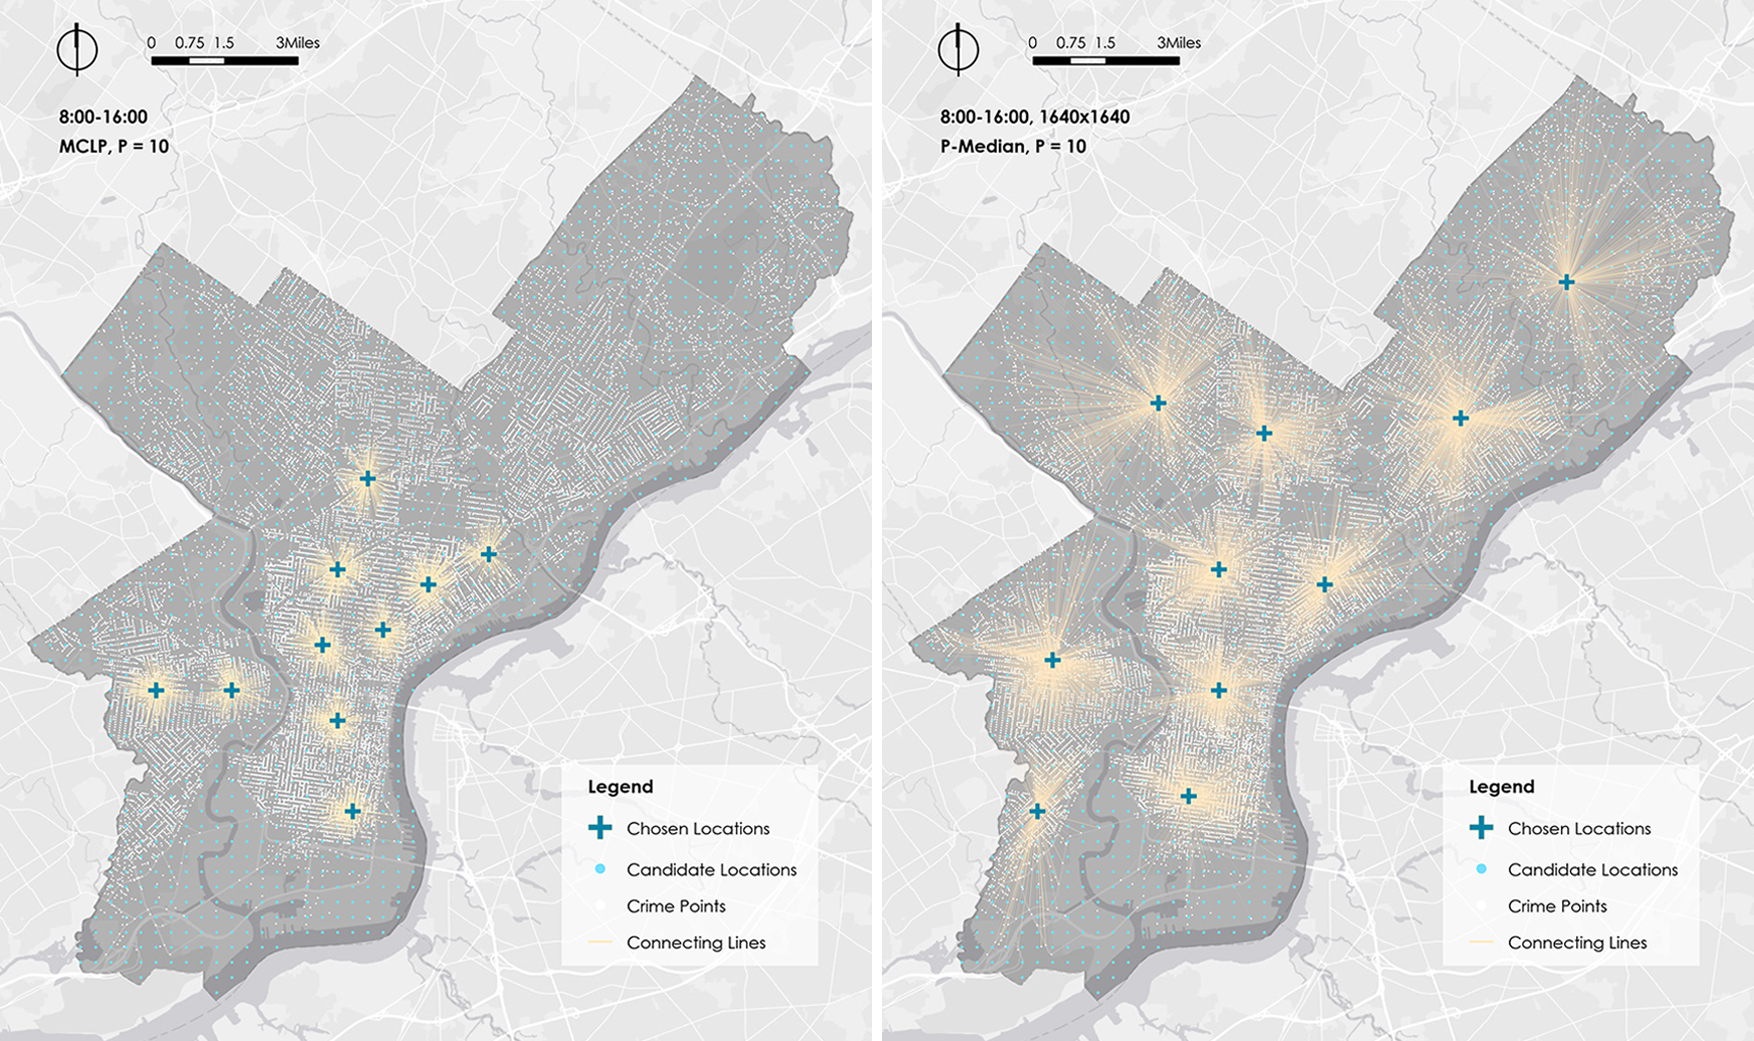 0 0.75 1.5 3Miles
8:00-16:00
MCLP, P = 10
Legend
Chosen Locations
Candidate Locations
Crime Points
Connecting Lines
0 0.75 1.5 3Miles
8:00-16:00, 1640x1640
P-Median, P = 10
Legend
Chosen Locations
Candidate Locations
Crime Points
Connecting Lines